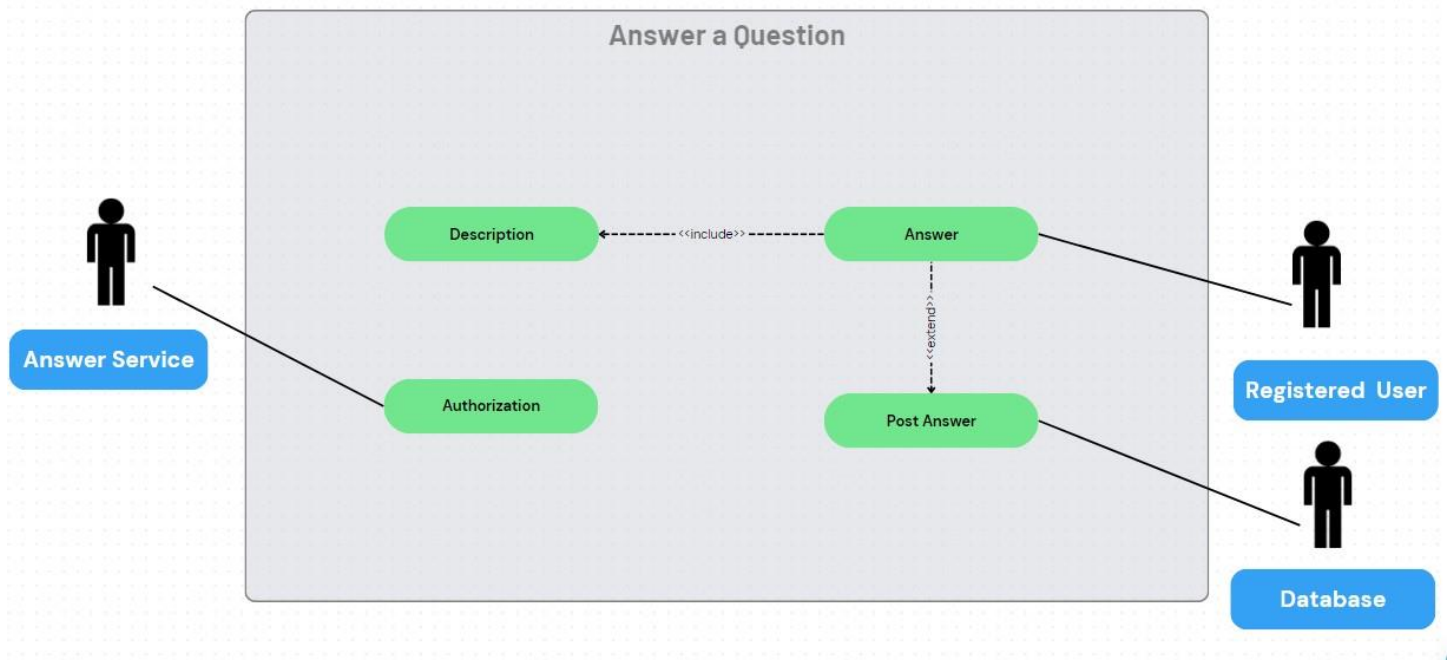 Answer a Question
Description
<<include>>
Answer
<<extend>>
Answer Service
Registered User
Authorization
Post Answer
Database